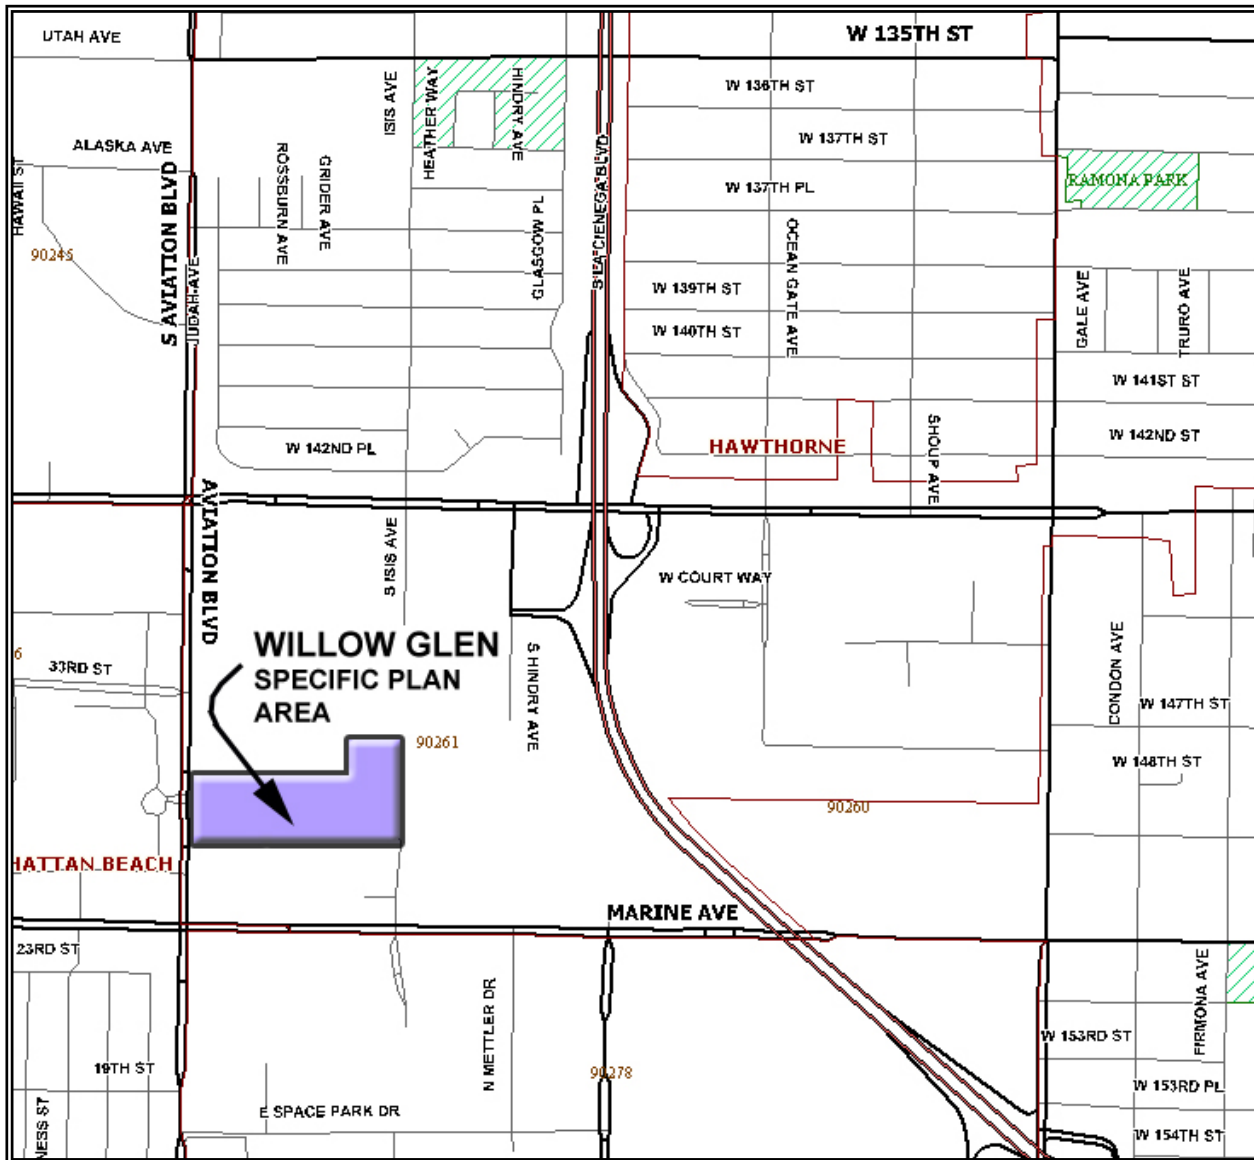 UTAH AVE
W 135TH ST
ISIS AVE
HEATHER WAY
HINDRY AVE
W 136TH ST
W 137TH ST
ALASKA AVE
HAWAII ST
S AVIATION BLVD
ROSSBURN AVE
GRIDER AVE
S LA CIENEGA BLVD
W 137TH PL
RAMONA PARK
90245
JUDAH AVE
GLASGOW PL
OCEAN GATE AVE
W 139TH ST
W 140TH ST
GALE AVE
TRURO AVE
W 141ST ST
W 142ND PL
HAWTHORNE
SHOUP AVE
W 142ND ST
AVIATION BLVD
S ISIS AVE
W COURT WAY
6
33RD ST
WILLOW GLEN
SPECIFIC PLAN
AREA
S HINDRY AVE
CONDON AVE
W 147TH ST
90261
W 148TH ST
90260
HATTAN BEACH
MARINE AVE
23RD ST
N METTLER DR
FIRMONA AVE
W 153RD ST
19TH ST
90278
W 153RD PL
NESS ST
E SPACE PARK DR
W 154TH ST